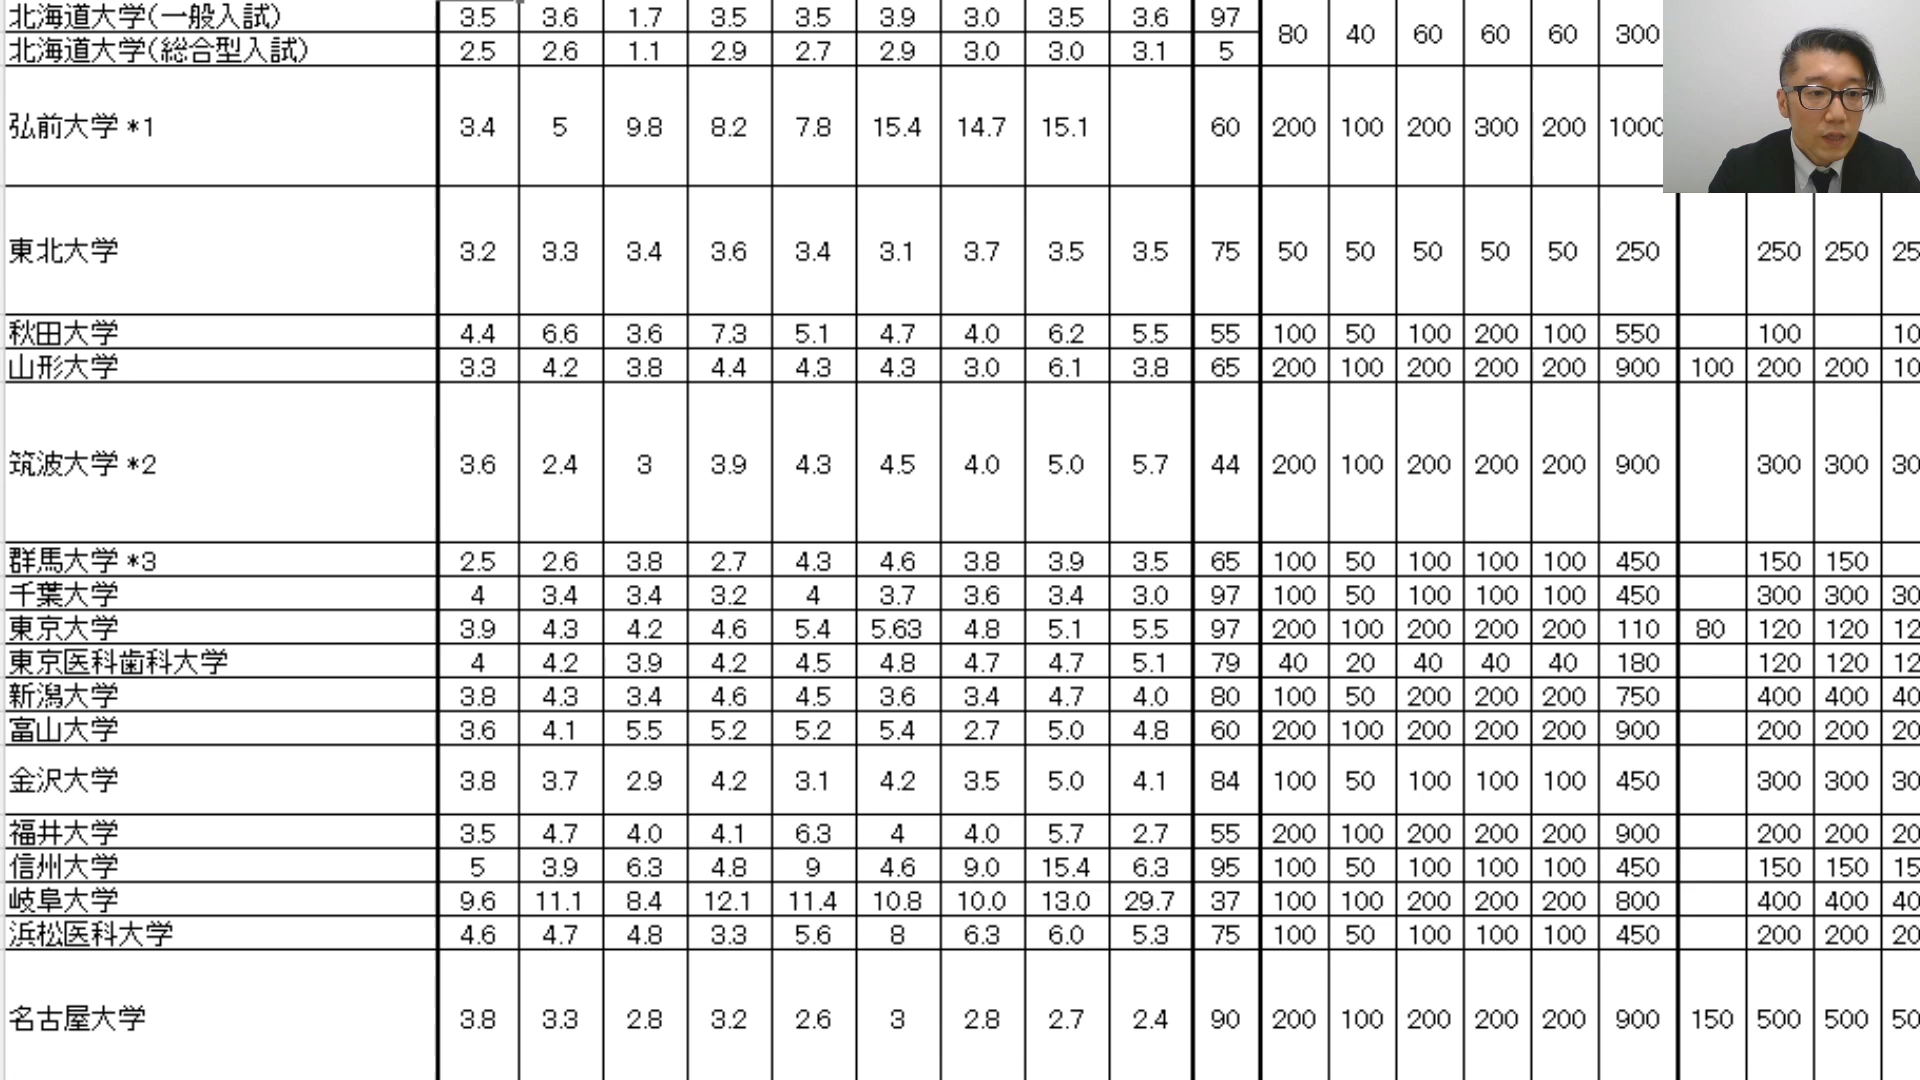 北海道大学(一般入試) 3.5 3.6 1.7 3.5 3.5 3.9 3.0 3.5 3.6 97 80 40 60 60 60 300
北海道大学(総合型入試) 2.5 2.6 1.1 2.9 2.7 2.9 3.0 3.0 3.1 5
弘前大学 *1 3.4 5 9.8 8.2 7.8 15.4 14.7 15.1 60 200 100 200 300 200 1000
東北大学 3.2 3.3 3.4 3.6 3.4 3.1 3.7 3.5 3.5 75 50 50 50 50 50 250 250 250 25
秋田大学 4.4 6.6 3.6 7.3 5.1 4.7 4.0 6.2 5.5 55 100 50 100 200 100 550 100 10
山形大学 3.3 4.2 3.8 4.4 4.3 4.3 3.0 6.1 3.8 65 200 100 200 200 200 900 100 200 200 10
筑波大学 *2 3.6 2.4 3 3.9 4.3 4.5 4.0 5.0 5.7 44 200 100 200 200 200 900 300 300 30
群馬大学 *3 2.5 2.6 3.8 2.7 4.3 4.6 3.8 3.9 3.5 65 100 50 100 100 100 450 150 150
千葉大学 4 3.4 3.4 3.2 4 3.7 3.6 3.4 3.0 97 100 50 100 100 100 450 300 300 30
東京大学 3.9 4.3 4.2 4.6 5.4 5.63 4.8 5.1 5.5 97 200 100 200 200 200 110 80 120 120 12
東京医科歯科大学 4 4.2 3.9 4.2 4.5 4.8 4.7 4.7 5.1 79 40 20 40 40 40 180 120 120 12
新潟大学 3.8 4.3 3.4 4.6 4.5 3.6 3.4 4.7 4.0 80 100 50 200 200 200 750 400 400 40
富山大学 3.6 4.1 5.5 5.2 5.2 5.4 2.7 5.0 4.8 60 200 100 200 200 200 900 200 200 20
金沢大学 3.8 3.7 2.9 4.2 3.1 4.2 3.5 5.0 4.1 84 100 50 100 100 100 450 300 300 30
福井大学 3.5 4.7 4.0 4.1 6.3 4 4.0 5.7 2.7 55 200 100 200 200 200 900 200 200 20
信州大学 5 3.9 6.3 4.8 9 4.6 9.0 15.4 6.3 95 100 50 100 100 100 450 150 150 15
岐阜大学 9.6 11.1 8.4 12.1 11.4 10.8 10.0 13.0 29.7 37 100 100 200 200 200 800 400 400 40
浜松医科大学 4.6 4.7 4.8 3.3 5.6 8 6.3 6.0 5.3 75 100 50 100 100 100 450 200 200 20
名古屋大学 3.8 3.3 2.8 3.2 2.6 3 2.8 2.7 2.4 90 200 100 200 200 200 900 150 500 500 50